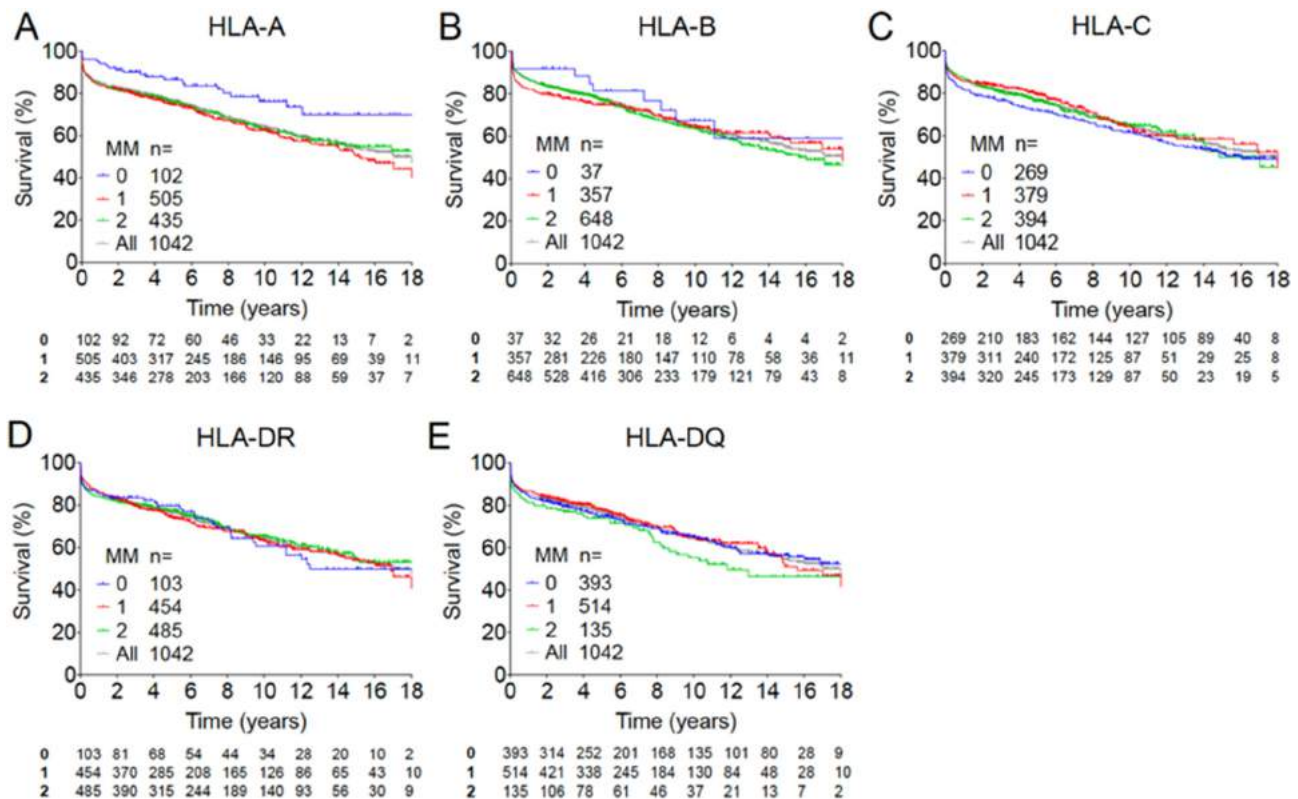 A HLA-A
Survival (%)
100
80
60
40
20
0
MM n=
0 102
1 505
2 435
All 1042
0 2 4 6 8 10 12 14 16 18
Time (years)
0 102 92 72 60 46 33 22 13 7 2
1 505 403 317 245 186 146 95 69 39 11
2 435 346 278 203 166 120 88 59 37 7
B HLA-B
Survival (%)
100
80
60
40
20
0
MM n=
0 37
1 357
2 648
All 1042
0 2 4 6 8 10 12 14 16 18
Time (years)
0 37 32 26 21 18 12 6 4 4 2
1 357 281 226 180 147 110 78 58 36 11
2 648 528 416 306 233 179 121 79 43 8
C HLA-C
Survival (%)
100
80
60
40
20
0
MM n=
0 269
1 379
2 394
All 1042
0 2 4 6 8 10 12 14 16 18
Time (years)
0 269 210 183 162 144 127 105 89 40 8
1 379 311 240 172 125 87 51 29 25 8
2 394 320 245 173 129 87 50 23 19 5
D HLA-DR
Survival (%)
100
80
60
40
20
0
MM n=
0 103
1 454
2 485
All 1042
0 2 4 6 8 10 12 14 16 18
Time (years)
0 103 81 68 54 44 34 28 20 10 2
1 454 370 285 208 165 126 86 65 43 10
2 485 390 315 244 189 140 93 56 30 9
E HLA-DQ
Survival (%)
100
80
60
40
20
0
MM n=
0 393
1 514
2 135
All 1042
0 2 4 6 8 10 12 14 16 18
Time (years)
0 393 314 252 201 168 135 101 80 28 9
1 514 421 338 245 184 130 84 48 28 10
2 135 106 78 61 46 37 21 13 7 2